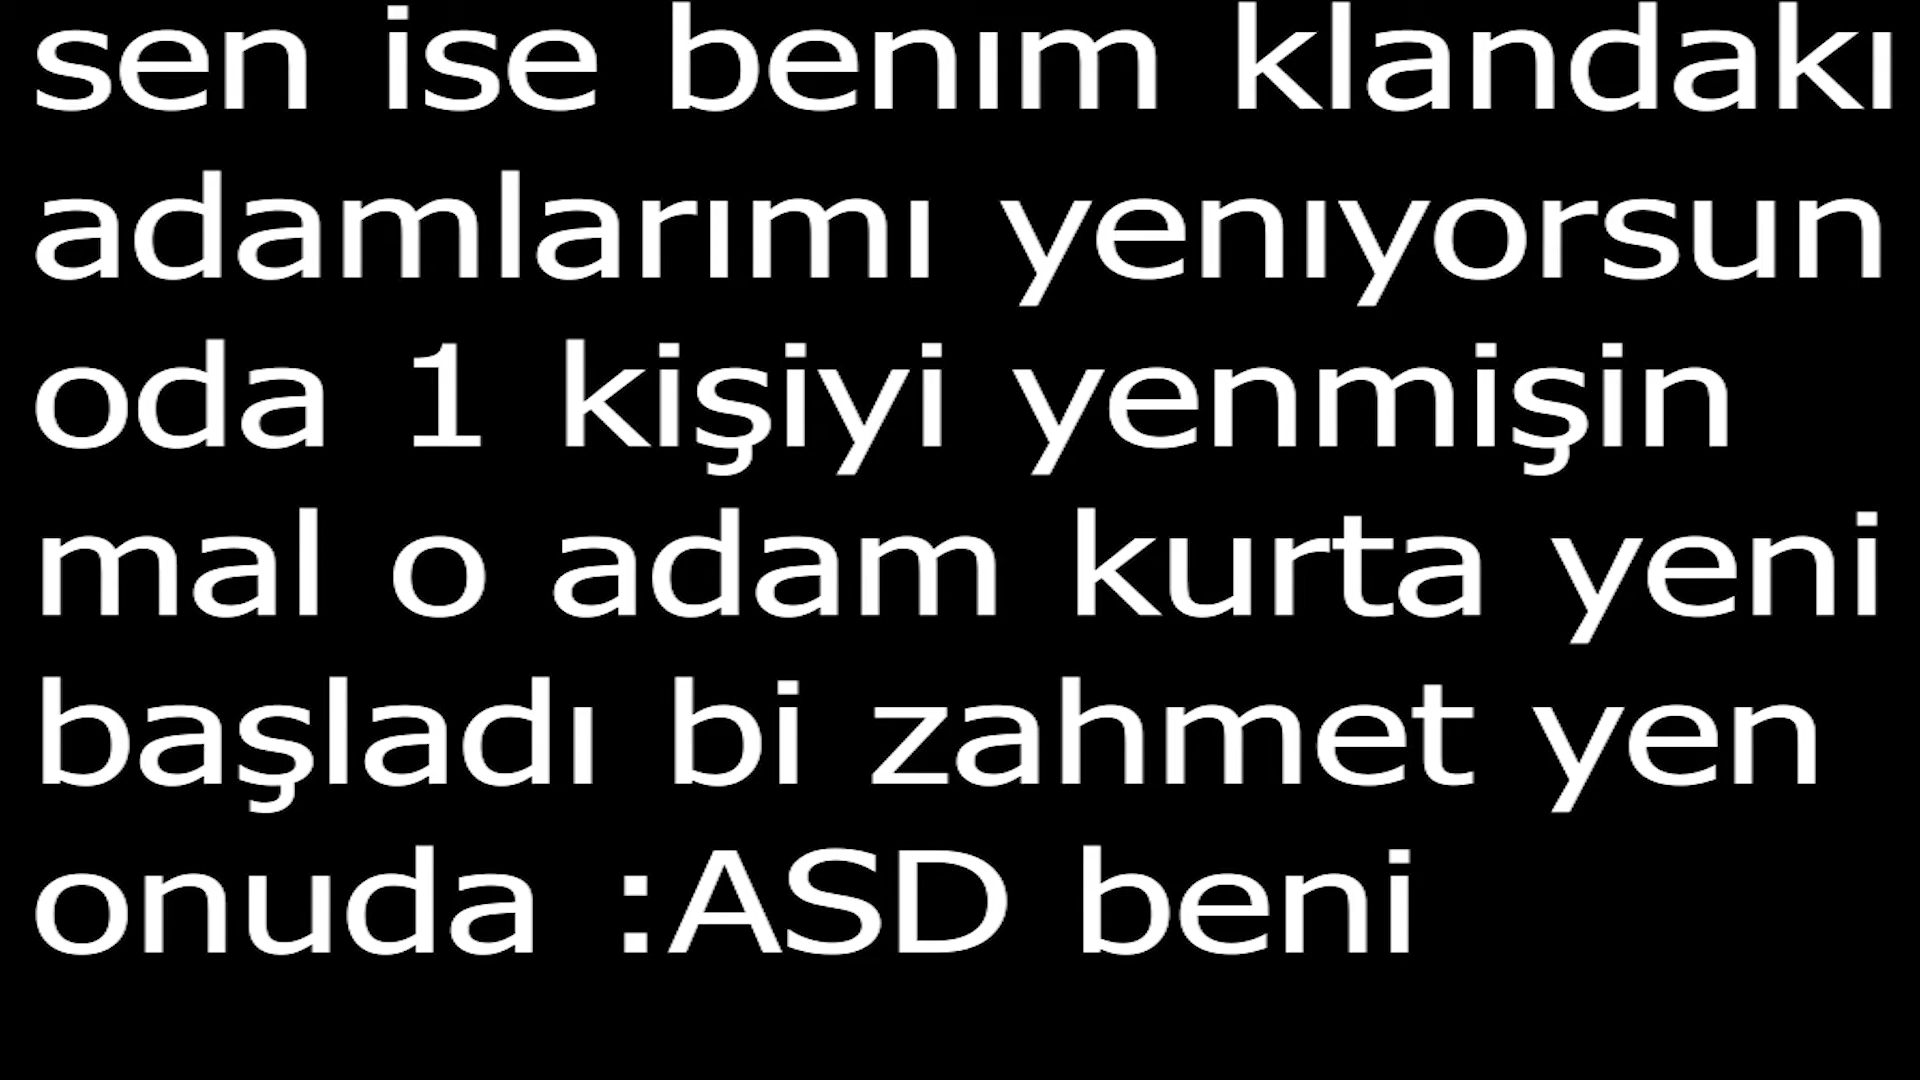 sen ise benım klandakı
adamlarımı yenıyorsun
oda 1 kişiyi yenmişin
mal o adam kurta yeni
başladı bi zahmet yen
onuda :ASD beni